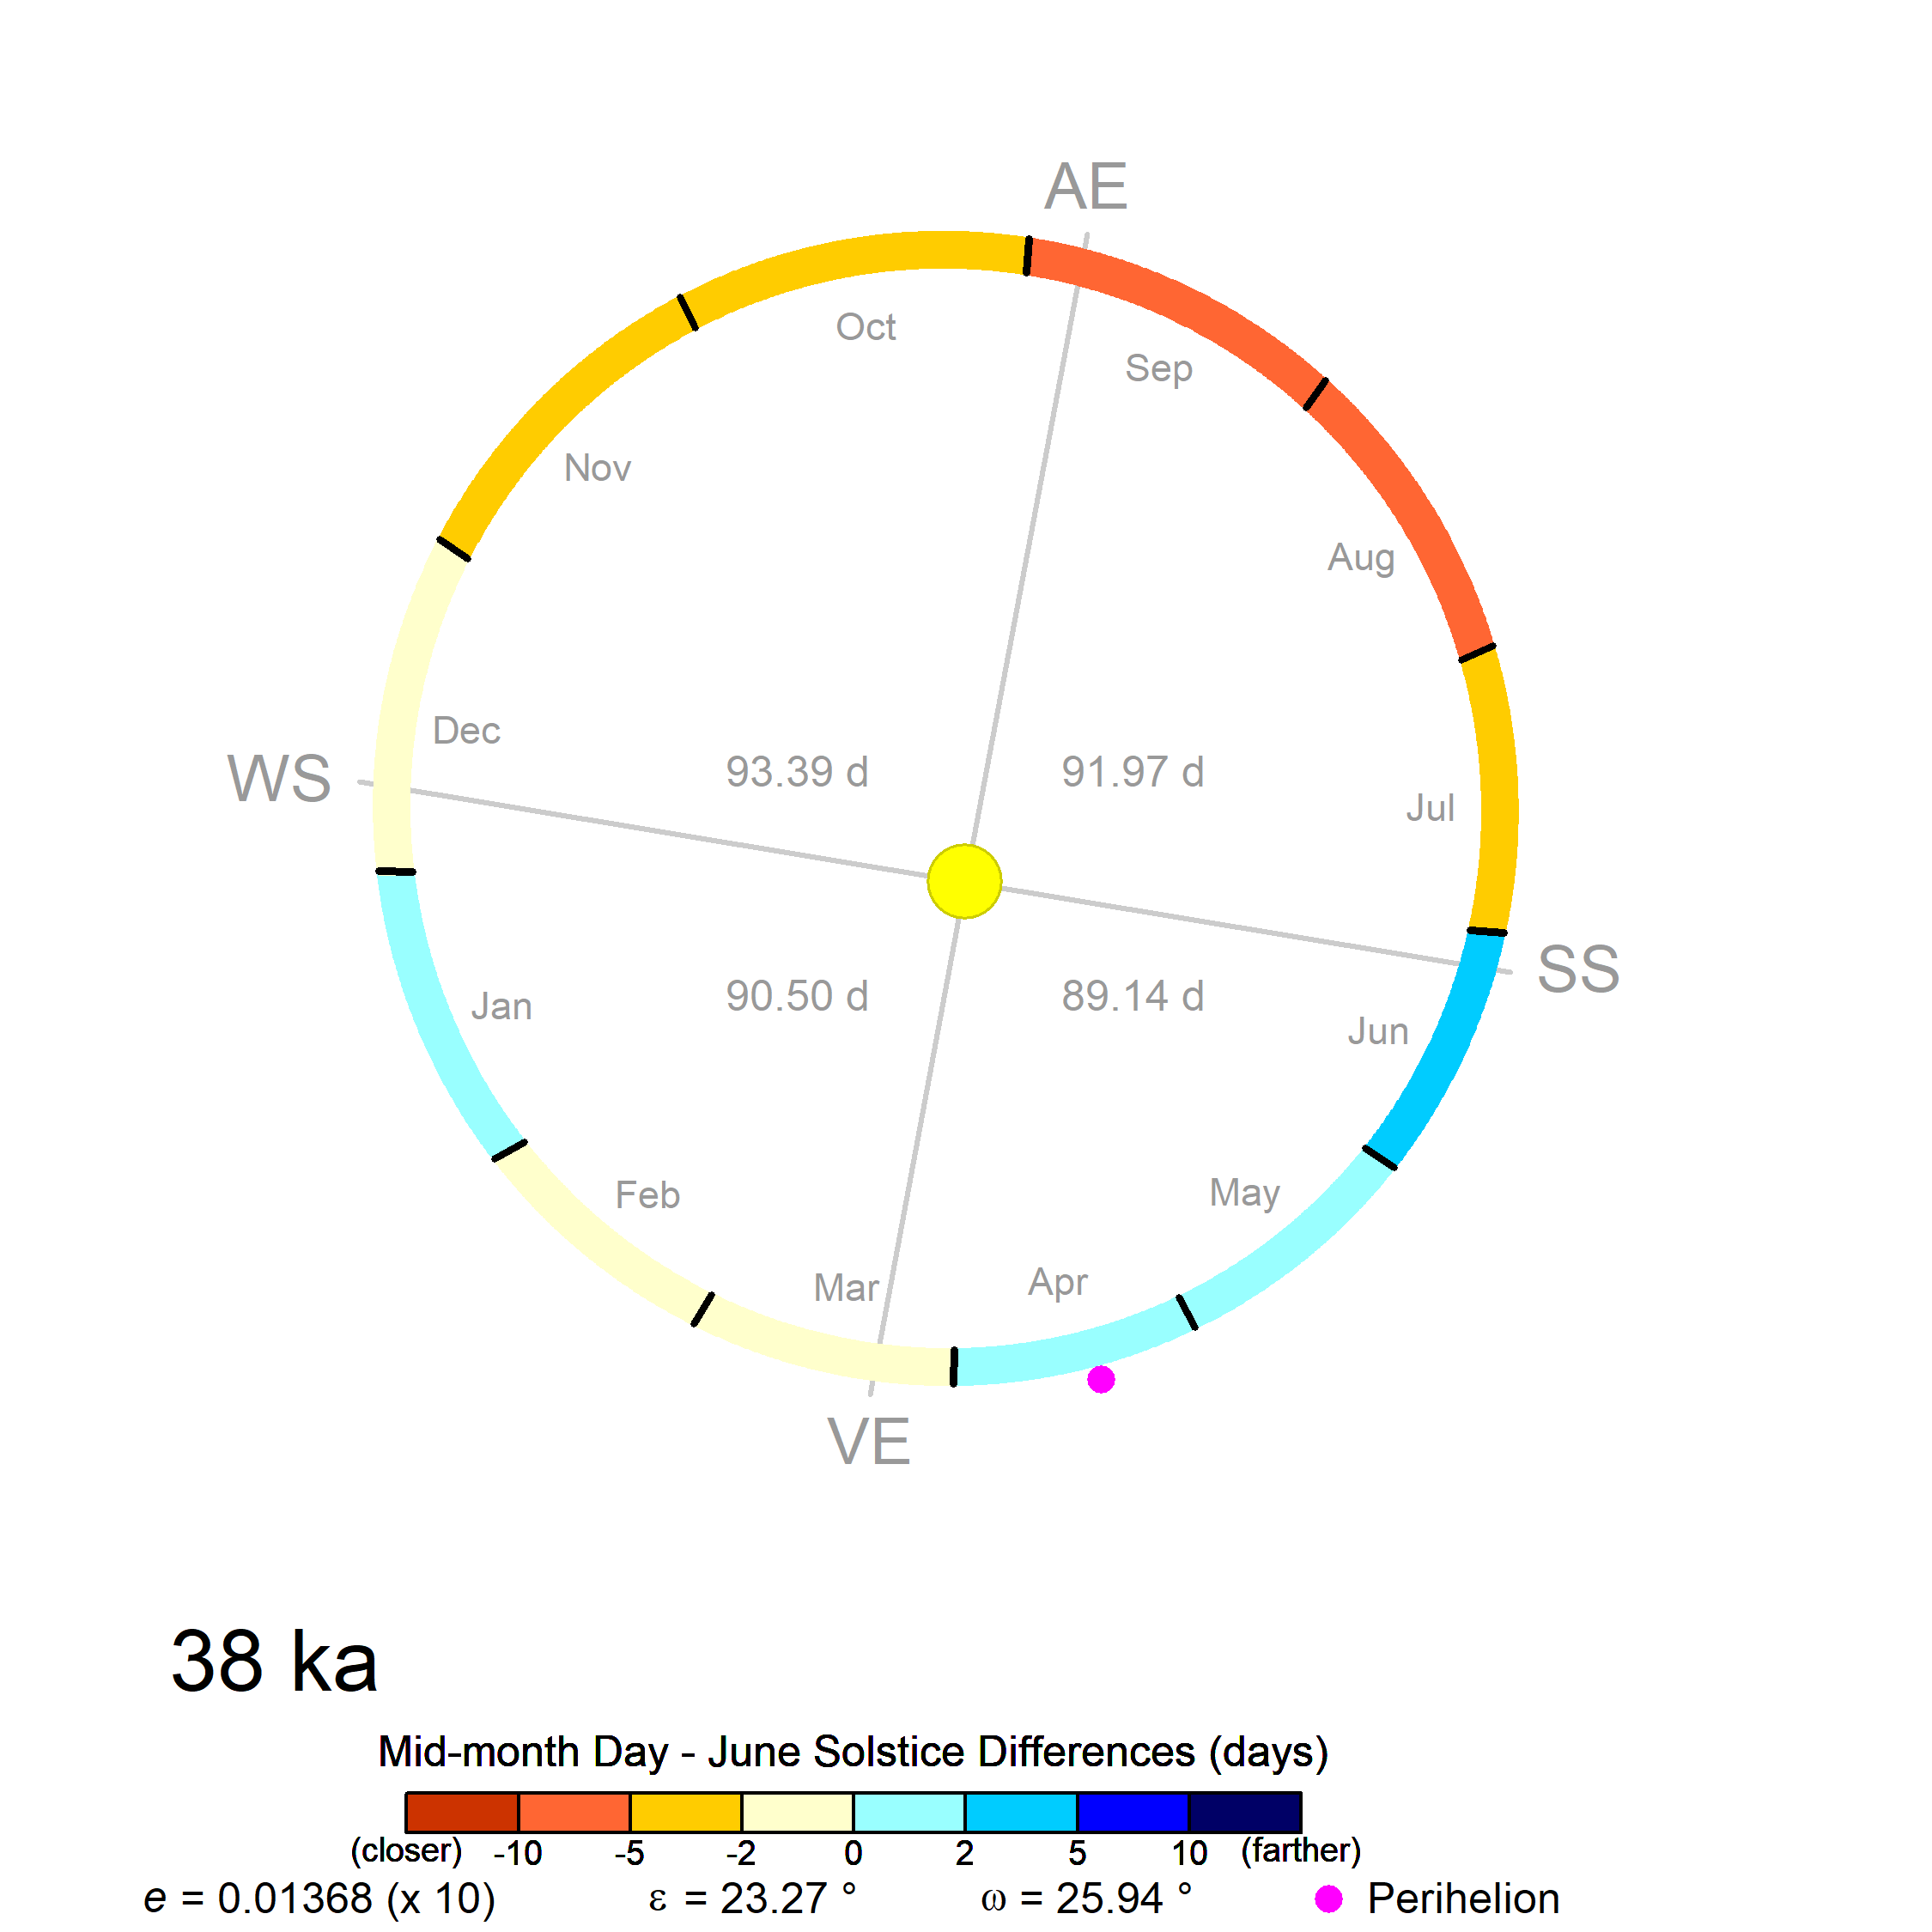 AE
Oct
Sep
Nov
Aug
Dec
WS
93.39 d
91.97 d
Jul
SS
90.50 d
89.14 d
Jan
Jun
Feb
May
Mar
Apr
VE
38 ka
Mid-month Day - June Solstice Differences (days)
(closer) -10 -5 -2 0 2 5 10 (farther)
e = 0.01368 (x 10) ε = 23.27 ° ω = 25.94 ° Perihelion